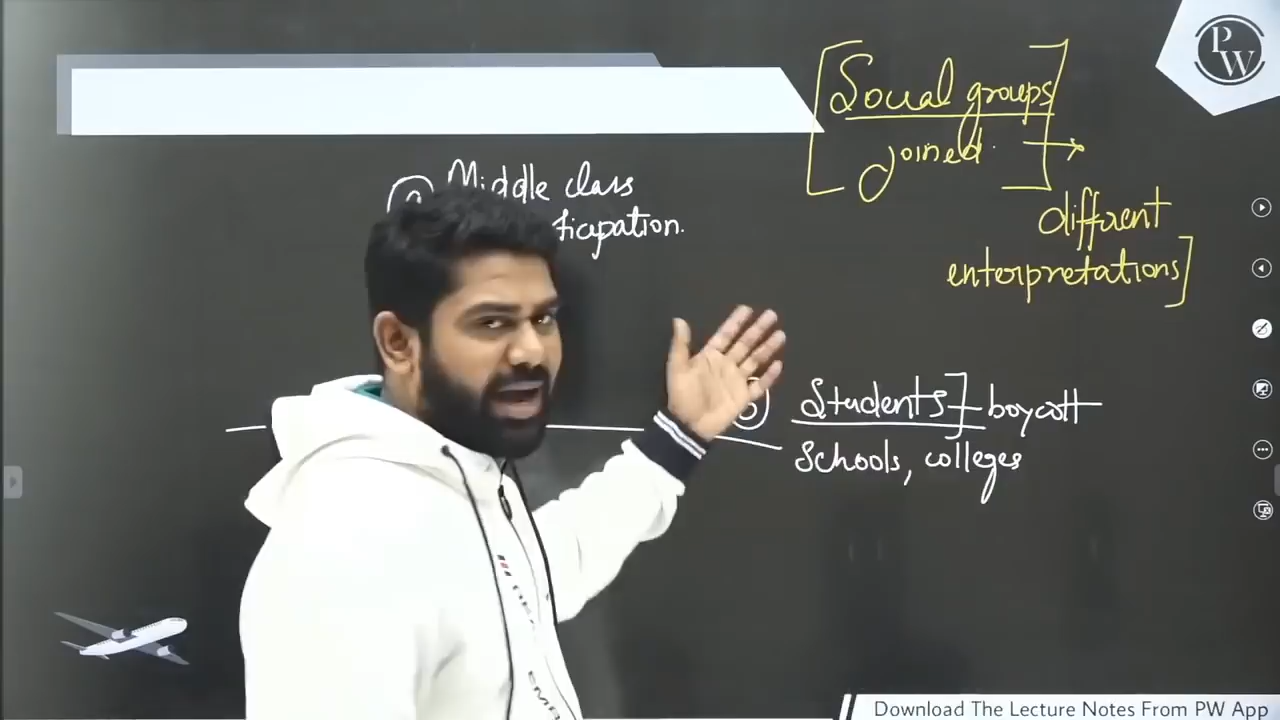 PW
[Social groups
joined. →
different
enterpretations]
a Middle class
ticipation.
Students] - boycott
Schools, colleges
Download The Lecture Notes From PW App